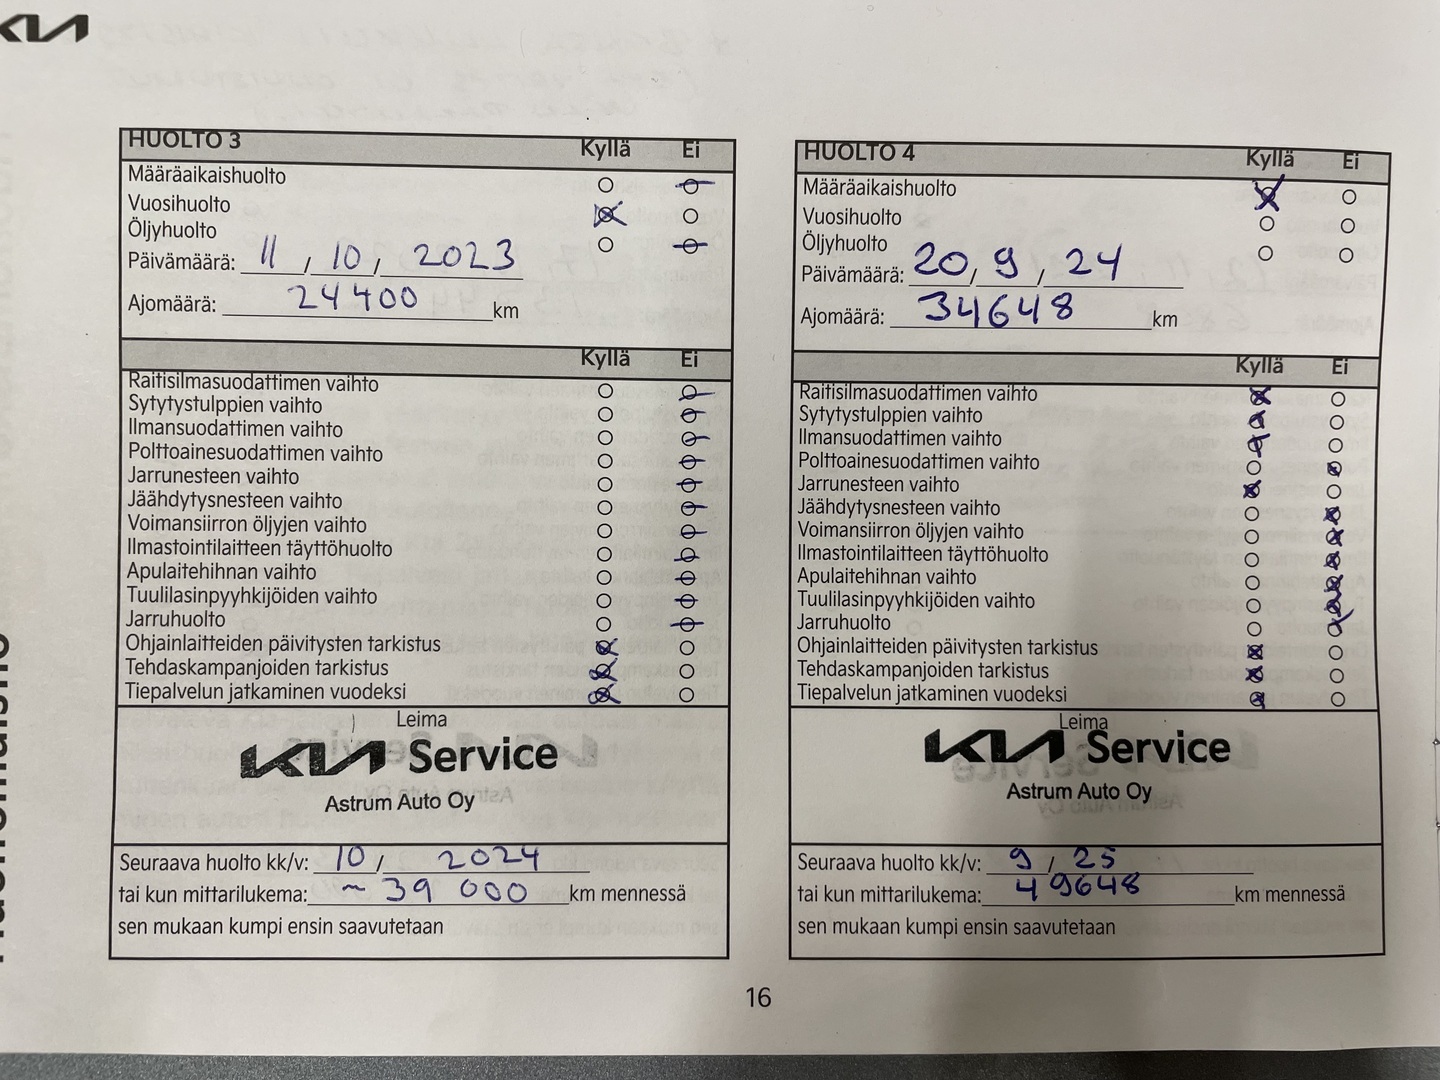 KIA
HUOLTO 3
Kyllä Ei
Määräaikaishuolto
Vuosihuolto
Öljyhuolto
Päivämäärä: 11 / 10 / 2023
Ajomäärä: 24400 km
Kyllä Ei
Raitisilmasuodattimen vaihto
Sytytystulppien vaihto
Ilmansuodattimen vaihto
Polttoainesuodattimen vaihto
Jarrunesteen vaihto
Jäähdytysnesteen vaihto
Voimansiirron öljyjen vaihto
Ilmastointilaitteen täyttöhuolto
Apulaitehihnan vaihto
Tuulilasinpyyhkijöiden vaihto
Jarruhuolto
Ohjainlaitteiden päivitysten tarkistus
Tehdaskampanjoiden tarkistus
Tiepalvelun jatkaminen vuodeksi
Leima
KIA Service
Astrum Auto Oy
Seuraava huolto kk/v: 10 / 2024
tai kun mittarilukema: ~ 39 000 km mennessä
sen mukaan kumpi ensin saavutetaan
HUOLTO 4
Kyllä Ei
Määräaikaishuolto
Vuosihuolto
Öljyhuolto
Päivämäärä: 20 / 9 / 24
Ajomäärä: 34648 km
Kyllä Ei
Raitisilmasuodattimen vaihto
Sytytystulppien vaihto
Ilmansuodattimen vaihto
Polttoainesuodattimen vaihto
Jarrunesteen vaihto
Jäähdytysnesteen vaihto
Voimansiirron öljyjen vaihto
Ilmastointilaitteen täyttöhuolto
Apulaitehihnan vaihto
Tuulilasinpyyhkijöiden vaihto
Jarruhuolto
Ohjainlaitteiden päivitysten tarkistus
Tehdaskampanjoiden tarkistus
Tiepalvelun jatkaminen vuodeksi
Leima
KIA Service
Astrum Auto Oy
Seuraava huolto kk/v: 9 / 25
tai kun mittarilukema: 49648 km mennessä
sen mukaan kumpi ensin saavutetaan
16